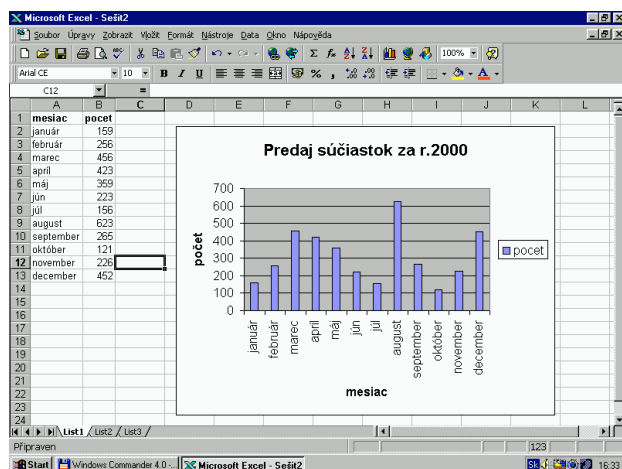 Microsoft Excel - Sešit2
Soubor Úpravy Zobrazit Vložit Formát Nástroje Data Okno Nápověda
100%
Arial CE 10 B I U % ,
C12 =
A B C D E F G H I J K L
1 mesiac pocet
2 január 159
3 február 256
4 marec 456
5 apríl 423
6 máj 359
7 jún 223
8 júl 156
9 august 623
10 september 265
11 október 121
12 november 226
13 december 452
14
15
16
17
18
19
20
21
22
23
24
Predaj súčiastok za r.2000
700
600
500
400
300
200
100
0
počet
január
február
marec
apríl
máj
jún
júl
august
september
október
november
december
mesiac
pocet
List1 List2 List3
Připraven 123
Start Windows Commander 4.0 -... Microsoft Excel - Sešit2 Sk 16:33